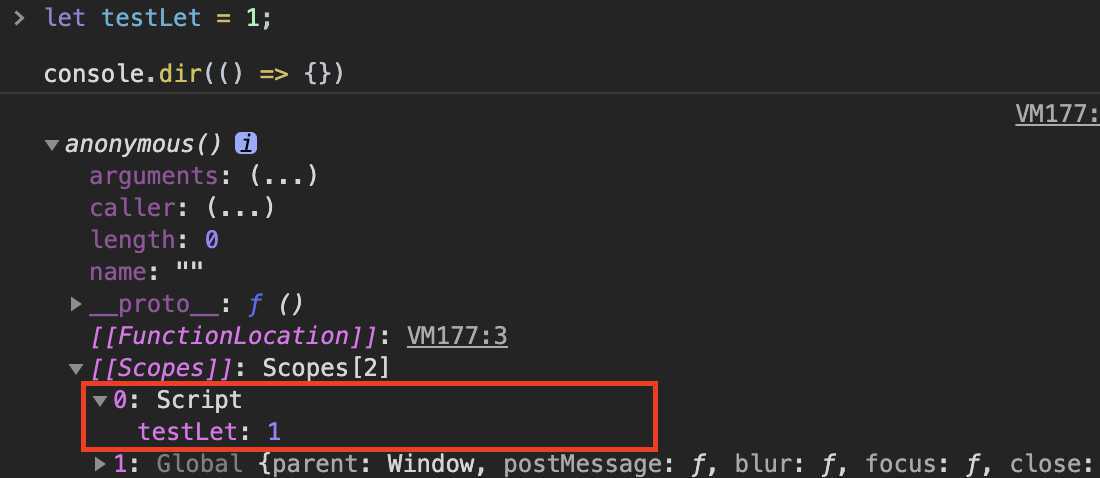 > let testLet = 1;
console.dir(() => {})
VM177:
▼anonymous() i
arguments: (...)
caller: (...)
length: 0
name: ""
▶__proto__: ƒ ()
[[FunctionLocation]]: VM177:3
▼[[Scopes]]: Scopes[2]
▼0: Script
testLet: 1
▶1: Global {parent: Window, postMessage: ƒ, blur: ƒ, focus: ƒ, close: